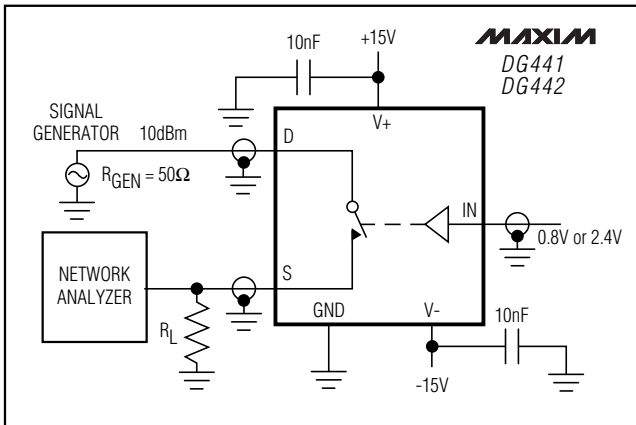 MAXIM
DG441
DG442
10nF
+15V
V+
SIGNAL
GENERATOR
10dBm
D
RGEN = 50Ω
IN
0.8V or 2.4V
NETWORK
ANALYZER
S
RL
GND
V-
10nF
-15V